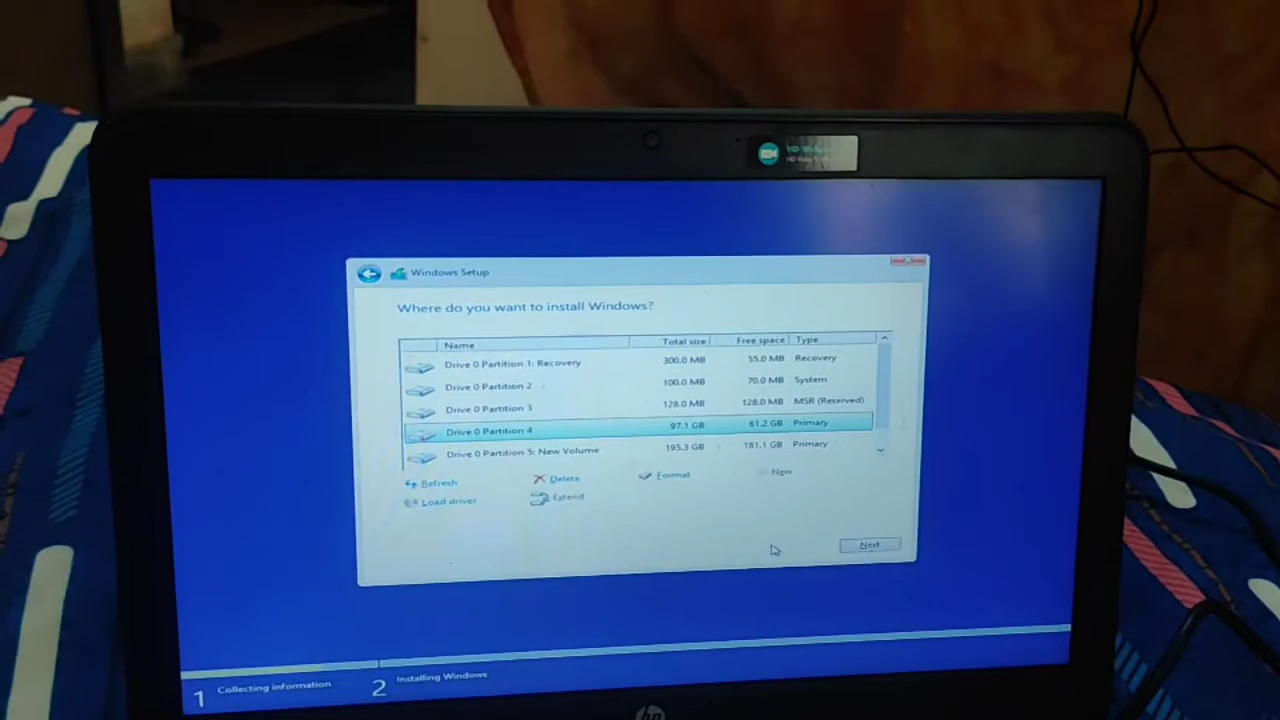 Windows Setup
Where do you want to install Windows?
Name Total size Free space Type
Drive 0 Partition 1: Recovery 300.0 MB 55.0 MB Recovery
Drive 0 Partition 2 100.0 MB 70.0 MB System
Drive 0 Partition 3 128.0 MB 128.0 MB MSR (Reserved)
Drive 0 Partition 4 97.1 GB 61.2 GB Primary
Drive 0 Partition 5: New Volume 195.3 GB 181.1 GB Primary
Refresh Delete Format New
Load driver Extend
Next
1 Collecting information 2 Installing Windows
hp